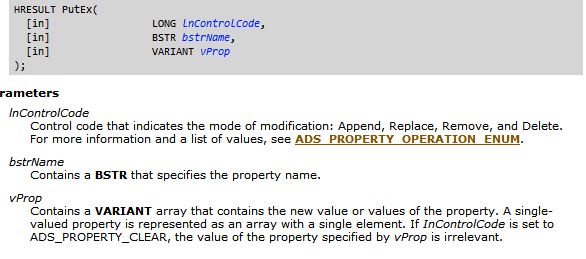 HRESULT PutEx(
[in] LONG lnControlCode,
[in] BSTR bstrName,
[in] VARIANT vProp
);
rameters
lnControlCode
Control code that indicates the mode of modification: Append, Replace, Remove, and Delete.
For more information and a list of values, see ADS_PROPERTY_OPERATION_ENUM.
bstrName
Contains a BSTR that specifies the property name.
vProp
Contains a VARIANT array that contains the new value or values of the property. A single-
valued property is represented as an array with a single element. If InControlCode is set to
ADS_PROPERTY_CLEAR, the value of the property specified by vProp is irrelevant.